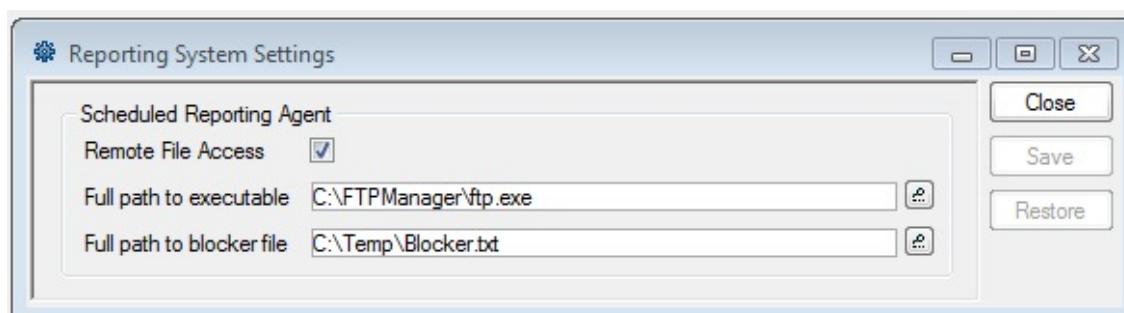 Reporting System Settings
Close
Scheduled Reporting Agent
Remote File Access
Save
Full path to executable C:\FTPManager\ftp.exe
Restore
Full path to blocker file C:\Temp\Blocker.txt